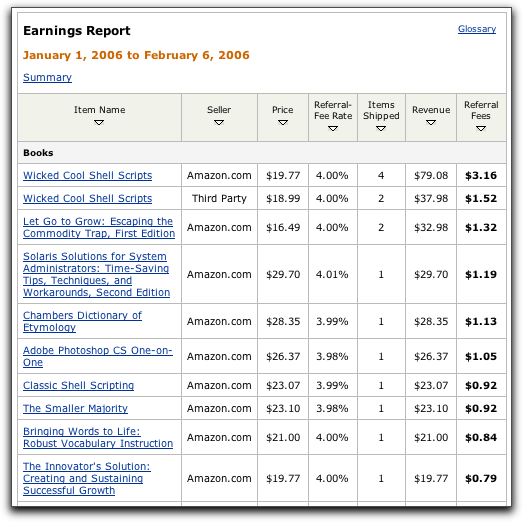 Earnings Report
Glossary
January 1, 2006 to February 6, 2006
Summary
Item Name Seller Price Referral-Fee Rate Items Shipped Revenue Referral Fees
Books
Wicked Cool Shell Scripts Amazon.com $19.77 4.00% 4 $79.08 $3.16
Wicked Cool Shell Scripts Third Party $18.99 4.00% 2 $37.98 $1.52
Let Go to Grow: Escaping the
Commodity Trap, First Edition Amazon.com $16.49 4.00% 2 $32.98 $1.32
Solaris Solutions for System
Administrators: Time-Saving
Tips, Techniques, and
Workarounds, Second Edition Amazon.com $29.70 4.01% 1 $29.70 $1.19
Chambers Dictionary of
Etymology Amazon.com $28.35 3.99% 1 $28.35 $1.13
Adobe Photoshop CS One-on-
One Amazon.com $26.37 3.98% 1 $26.37 $1.05
Classic Shell Scripting Amazon.com $23.07 3.99% 1 $23.07 $0.92
The Smaller Majority Amazon.com $23.10 3.98% 1 $23.10 $0.92
Bringing Words to Life:
Robust Vocabulary Instruction Amazon.com $21.00 4.00% 1 $21.00 $0.84
The Innovator's Solution:
Creating and Sustaining
Successful Growth Amazon.com $19.77 4.00% 1 $19.77 $0.79